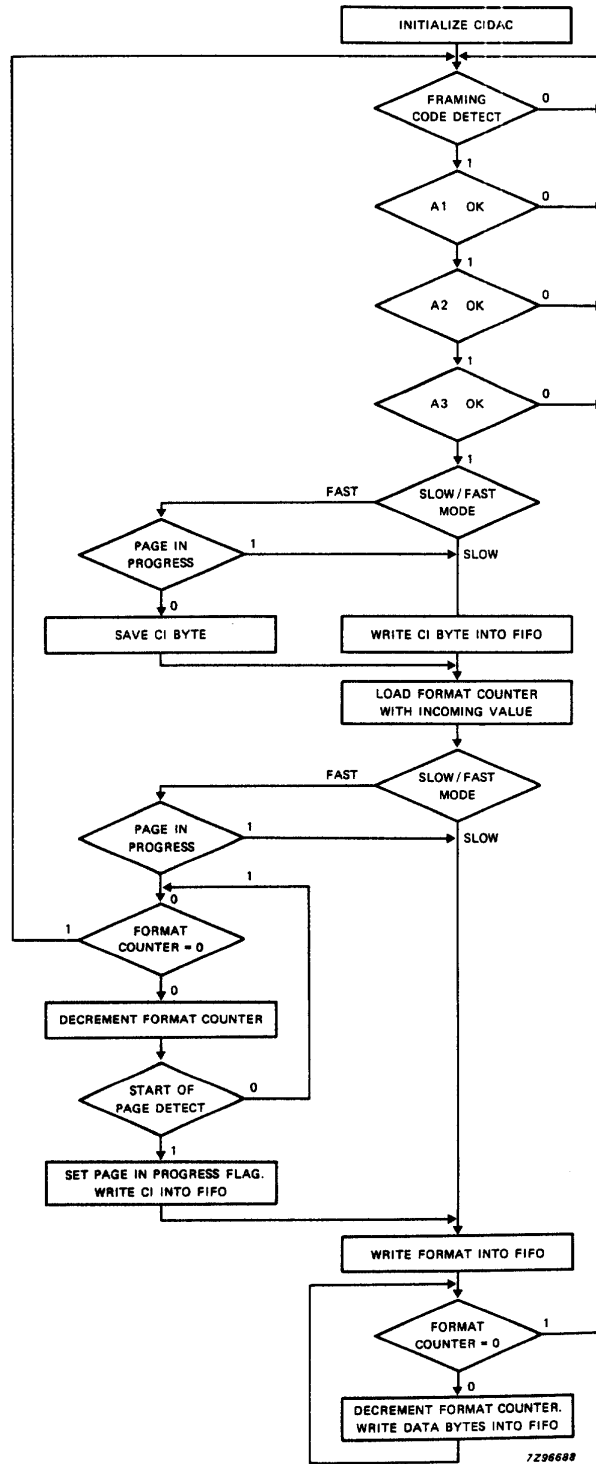 INITIALIZE CIDAC
FRAMING
CODE DETECT
0
1
A1 OK
0
1
A2 OK
0
1
A3 OK
0
1
SLOW / FAST
MODE
FAST
SLOW
PAGE IN
PROGRESS
1
0
SAVE CI BYTE
WRITE CI BYTE INTO FIFO
LOAD FORMAT COUNTER
WITH INCOMING VALUE
SLOW / FAST
MODE
FAST
SLOW
PAGE IN
PROGRESS
1
0
1
FORMAT
COUNTER = 0
1
0
DECREMENT FORMAT COUNTER
START OF
PAGE DETECT
0
1
SET PAGE IN PROGRESS FLAG.
WRITE CI INTO FIFO
WRITE FORMAT INTO FIFO
FORMAT
COUNTER = 0
1
0
DECREMENT FORMAT COUNTER.
WRITE DATA BYTES INTO FIFO
7Z96688